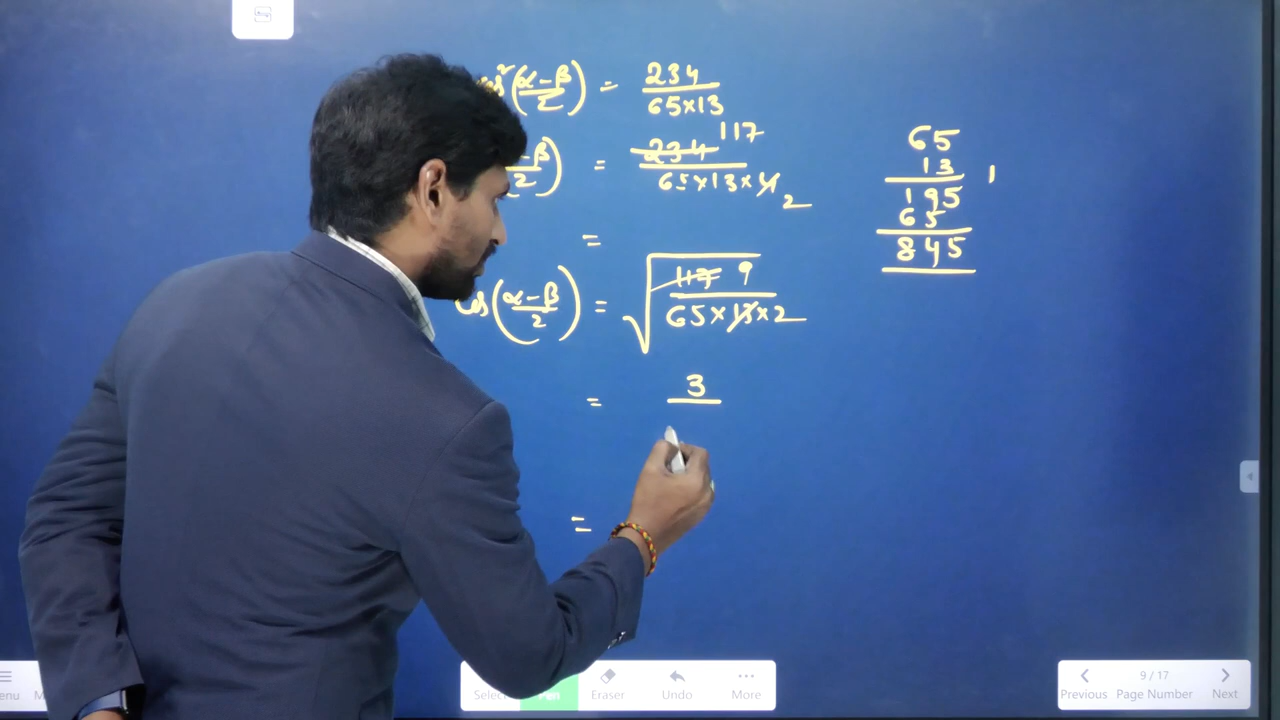 (α-β/2) = 234/65×13
-β/2) = 234/65×13×4 117 2
=
cos(α-β/2) = √117/65×13×2 9
= 3
=
65
13
195
65
845
Eraser
Undo
More
9 / 17
Previous Page Number Next